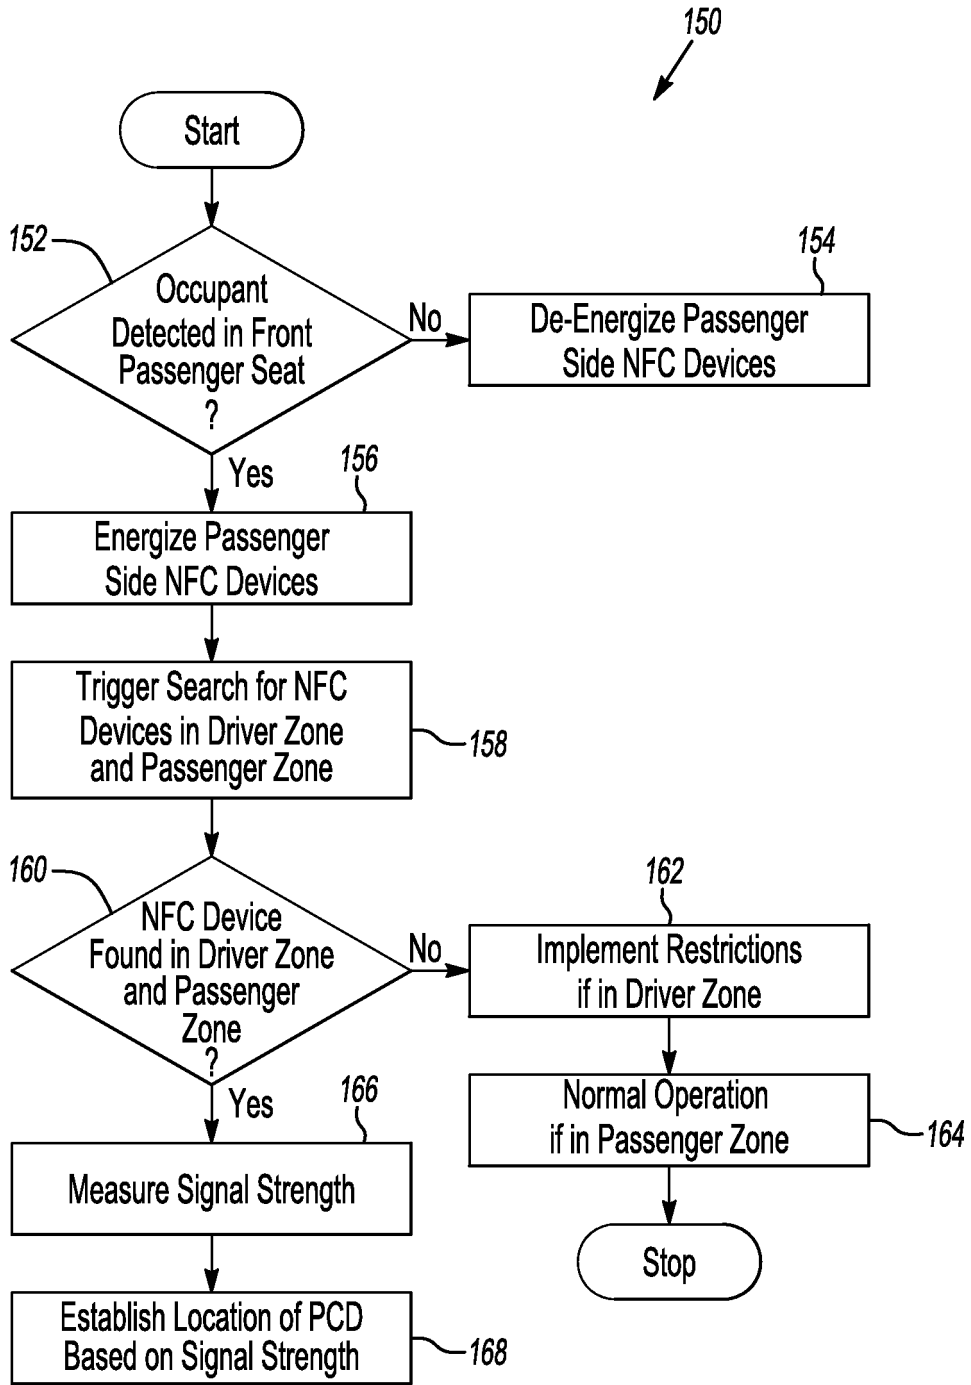 150
Start
152
Occupant
Detected in Front
Passenger Seat
?
No
154
De-Energize Passenger
Side NFC Devices
Yes
156
Energize Passenger
Side NFC Devices
Trigger Search for NFC
Devices in Driver Zone
and Passenger Zone
158
160
NFC Device
Found in Driver Zone
and Passenger
Zone
?
No
162
Implement Restrictions
if in Driver Zone
Normal Operation
if in Passenger Zone
164
Stop
Yes
166
Measure Signal Strength
Establish Location of PCD
Based on Signal Strength
168